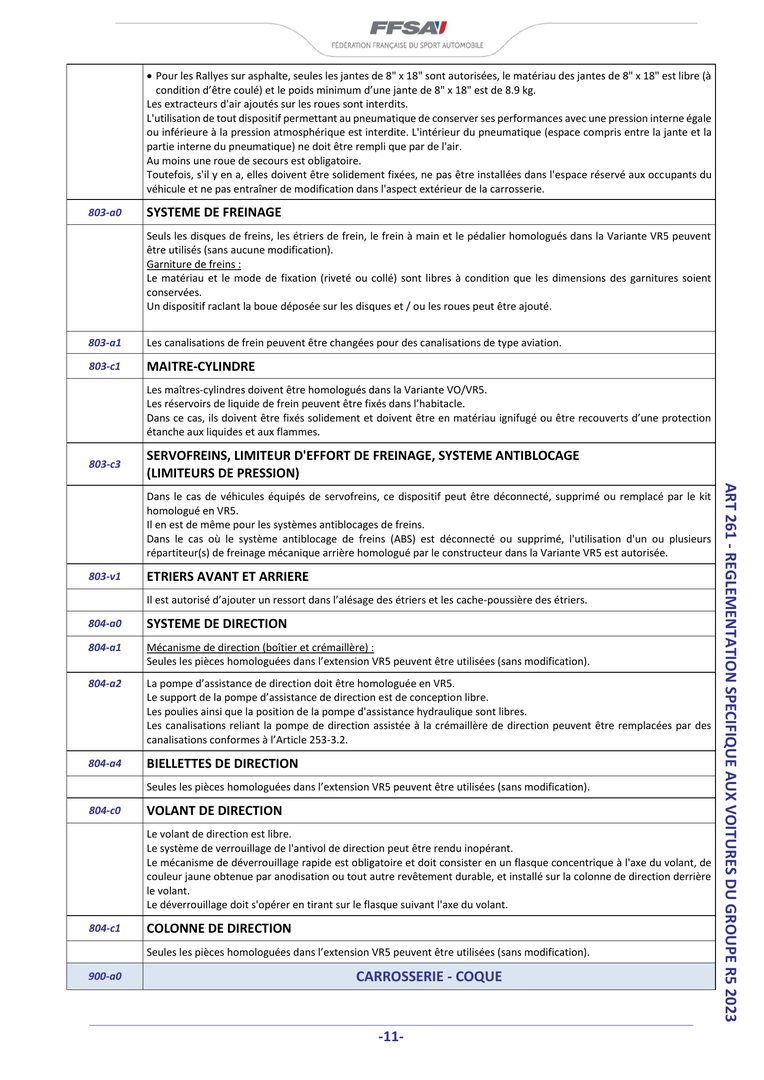 FFSA
FÉDÉRATION FRANÇAISE DU SPORT AUTOMOBILE
• Pour les Rallyes sur asphalte, seules les jantes de 8" x 18" sont autorisées, le matériau des jantes de 8" x 18" est libre (à
condition d'être coulé) et le poids minimum d'une jante de 8" x 18" est de 8.9 kg.
Les extracteurs d'air ajoutés sur les roues sont interdits.
L'utilisation de tout dispositif permettant au pneumatique de conserver ses performances avec une pression interne égale
ou inférieure à la pression atmosphérique est interdite. L'intérieur du pneumatique (espace compris entre la jante et la
partie interne du pneumatique) ne doit être rempli que par de l'air.
Au moins une roue de secours est obligatoire.
Toutefois, s'il y en a, elles doivent être solidement fixées, ne pas être installées dans l'espace réservé aux occupants du
véhicule et ne pas entraîner de modification dans l'aspect extérieur de la carrosserie.
803-a0 SYSTEME DE FREINAGE
Seuls les disques de freins, les étriers de frein, le frein à main et le pédalier homologués dans la Variante VR5 peuvent
être utilisés (sans aucune modification).
Garniture de freins :
Le matériau et le mode de fixation (riveté ou collé) sont libres à condition que les dimensions des garnitures soient
conservées.
Un dispositif raclant la boue déposée sur les disques et / ou les roues peut être ajouté.
803-a1 Les canalisations de frein peuvent être changées pour des canalisations de type aviation.
803-c1 MAITRE-CYLINDRE
Les maîtres-cylindres doivent être homologués dans la Variante VO/VR5.
Les réservoirs de liquide de frein peuvent être fixés dans l'habitacle.
Dans ce cas, ils doivent être fixés solidement et doivent être en matériau ignifugé ou être recouverts d'une protection
étanche aux liquides et aux flammes.
803-c3 SERVOFREINS, LIMITEUR D'EFFORT DE FREINAGE, SYSTEME ANTIBLOCAGE
(LIMITEURS DE PRESSION)
Dans le cas de véhicules équipés de servofreins, ce dispositif peut être déconnecté, supprimé ou remplacé par le kit
homologué en VR5.
Il en est de même pour les systèmes antiblocages de freins.
Dans le cas où le système antiblocage de freins (ABS) est déconnecté ou supprimé, l'utilisation d'un ou plusieurs
répartiteur(s) de freinage mécanique arrière homologué par le constructeur dans la Variante VR5 est autorisée.
803-v1 ETRIERS AVANT ET ARRIERE
Il est autorisé d'ajouter un ressort dans l'alésage des étriers et les cache-poussière des étriers.
804-a0 SYSTEME DE DIRECTION
804-a1 Mécanisme de direction (boîtier et crémaillère) :
Seules les pièces homologuées dans l'extension VR5 peuvent être utilisées (sans modification).
804-a2 La pompe d'assistance de direction doit être homologuée en VR5.
Le support de la pompe d'assistance de direction est de conception libre.
Les poulies ainsi que la position de la pompe d'assistance hydraulique sont libres.
Les canalisations reliant la pompe de direction assistée à la crémaillère de direction peuvent être remplacées par des
canalisations conformes à l'Article 253-3.2.
804-a4 BIELLETTES DE DIRECTION
Seules les pièces homologuées dans l'extension VR5 peuvent être utilisées (sans modification).
804-c0 VOLANT DE DIRECTION
Le volant de direction est libre.
Le système de verrouillage de l'antivol de direction peut être rendu inopérant.
Le mécanisme de déverrouillage rapide est obligatoire et doit consister en un flasque concentrique à l'axe du volant, de
couleur jaune obtenue par anodisation ou tout autre revêtement durable, et installé sur la colonne de direction derrière
le volant.
Le déverrouillage doit s'opérer en tirant sur le flasque suivant l'axe du volant.
804-c1 COLONNE DE DIRECTION
Seules les pièces homologuées dans l'extension VR5 peuvent être utilisées (sans modification).
900-a0 CARROSSERIE - COQUE
ART 261 - REGLEMENTATION SPECIFIQUE AUX VOITURES DU GROUPE R5 2023
-11-